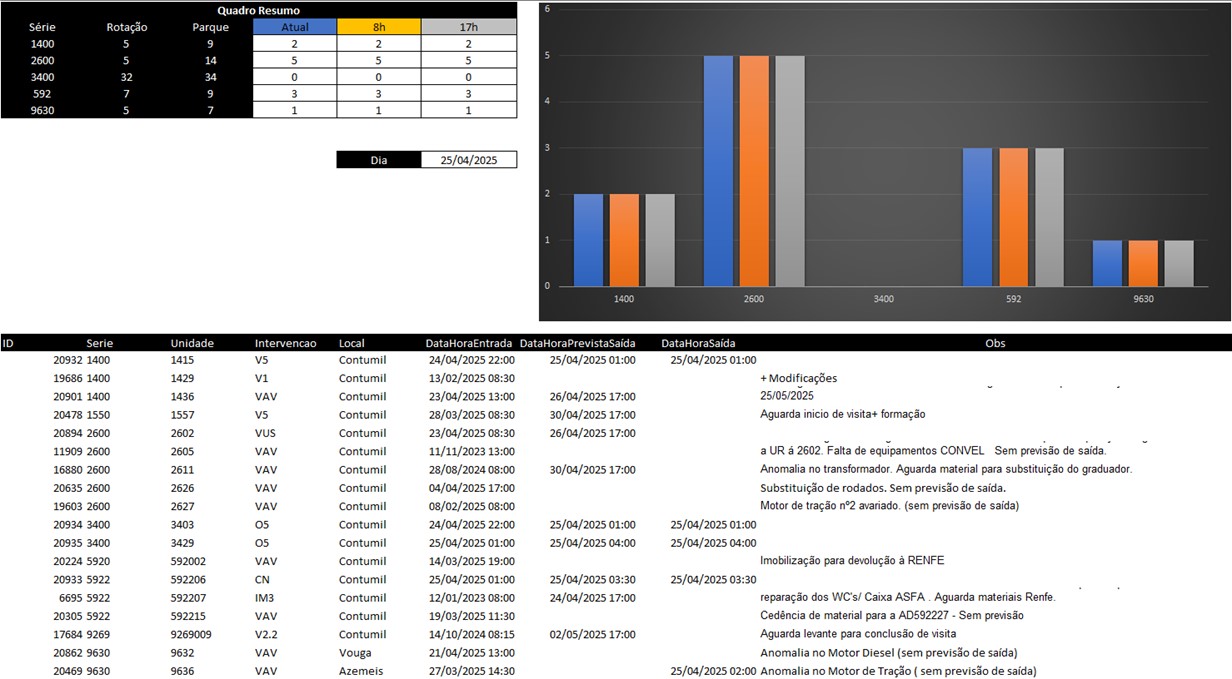 Quadro Resumo
Série Rotação Parque Atual 8h 17h
1400 5 9 2 2 2
2600 5 14 5 5 5
3400 32 34 0 0 0
592 7 9 3 3 3
9630 5 7 1 1 1
Dia 25/04/2025
6
5
4
3
2
1
0
1400 2600 3400 592 9630
ID Serie Unidade Intervencao Local DataHoraEntrada DataHoraPrevistaSaída DataHoraSaída Obs
20932 1400 1415 V5 Contumil 24/04/2025 22:00 25/04/2025 01:00 25/04/2025 01:00
19686 1400 1429 V1 Contumil 13/02/2025 08:30 + Modificações
20901 1400 1436 VAV Contumil 23/04/2025 13:00 26/04/2025 17:00 25/05/2025
20478 1550 1557 V5 Contumil 28/03/2025 08:30 30/04/2025 17:00 Aguarda inicio de visita+ formação
20894 2600 2602 VUS Contumil 23/04/2025 08:30 26/04/2025 17:00
11909 2600 2605 VAV Contumil 11/11/2023 13:00 a UR á 2602. Falta de equipamentos CONVEL Sem previsão de saída.
16880 2600 2611 VAV Contumil 28/08/2024 08:00 30/04/2025 17:00 Anomalia no transformador. Aguarda material para substituição do graduador.
20635 2600 2626 VAV Contumil 04/04/2025 17:00 Substituição de rodados. Sem previsão de saída.
19603 2600 2627 VAV Contumil 08/02/2025 08:00 Motor de tração nº2 avariado. (sem previsão de saída)
20934 3400 3403 O5 Contumil 24/04/2025 22:00 25/04/2025 01:00 25/04/2025 01:00
20935 3400 3429 O5 Contumil 25/04/2025 01:00 25/04/2025 04:00 25/04/2025 04:00
20224 5920 592002 VAV Contumil 14/03/2025 19:00 Imobilização para devolução à RENFE
20933 5922 592206 CN Contumil 25/04/2025 01:00 25/04/2025 03:30 25/04/2025 03:30
6695 5922 592207 IM3 Contumil 12/01/2023 08:00 24/04/2025 17:00 reparação dos WC's/ Caixa ASFA . Aguarda materiais Renfe.
20305 5922 592215 VAV Contumil 19/03/2025 11:30 Cedência de material para a AD592227 - Sem previsão
17684 9269 9269009 V2.2 Contumil 14/10/2024 08:15 02/05/2025 17:00 Aguarda levante para conclusão de visita
20862 9630 9632 VAV Vouga 21/04/2025 13:00 Anomalia no Motor Diesel (sem previsão de saída)
20469 9630 9636 VAV Azemeis 27/03/2025 14:30 25/04/2025 02:00 Anomalia no Motor de Tração ( sem previsão de saída)